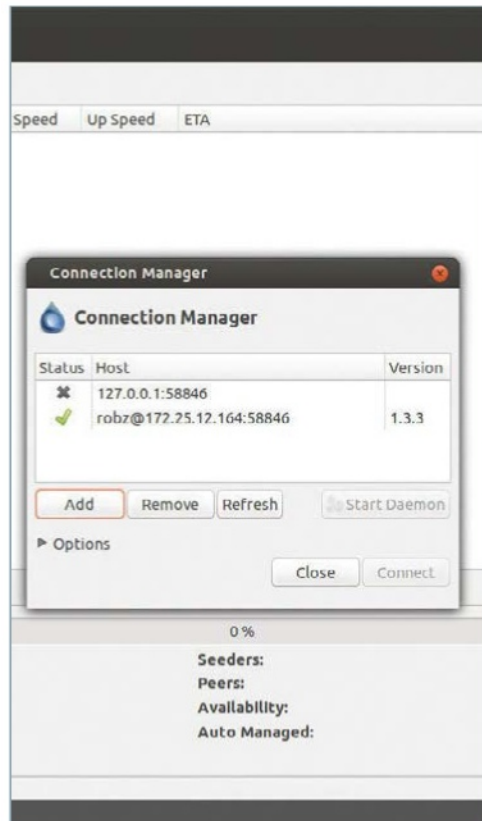 Speed Up Speed ETA
Connection Manager
Connection Manager
Status Host Version
127.0.0.1:58846
robz@172.25.12.164:58846 1.3.3
Add Remove Refresh Start Daemon
Options
Close Connect
0 %
Seeders:
Peers:
Availability:
Auto Managed: